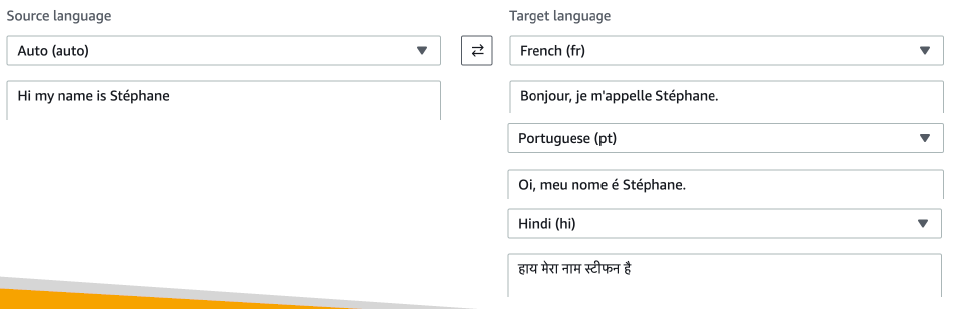 Source language
Target language
Auto (auto)
French (fr)
Hi my name is Stéphane
Bonjour, je m'appelle Stéphane.
Portuguese (pt)
Oi, meu nome é Stéphane.
Hindi (hi)
हाय मेरा नाम स्टीफन है